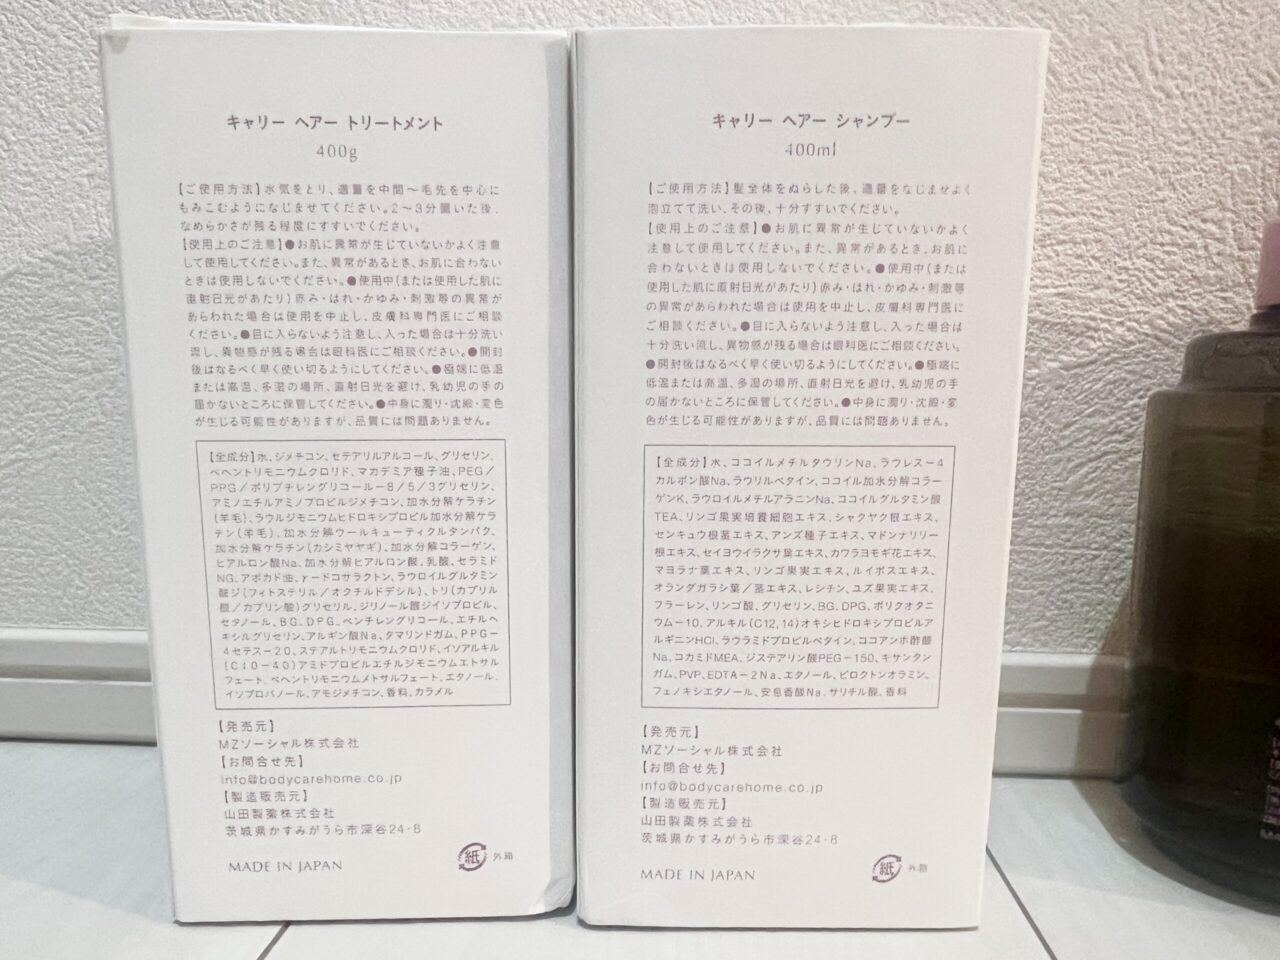 キャリー ヘアー トリートメント
400g
【ご使用方法】水気をとり、適量を中間〜毛先を中心に
もみこむようになじませてください。2〜3分置いた後、
なめらかさが残る程度にすすいでください。
【使用上のご注意】●お肌に異常が生じていないかよく注意
して使用してください。また、異常があるとき、お肌に合わない
ときは使用しないでください。●使用中(または使用した肌に
直射日光があたり)赤み・はれ・かゆみ・刺激等の異常が
あらわれた場合は使用を中止し、皮膚科専門医にご相談
ください。●目に入らないよう注意し、入った場合は十分洗い
流し、異物感が残る場合は眼科医にご相談ください。●開封
後はなるべく早く使い切るようにしてください。●極端に低温
または高温、多湿の場所、直射日光を避け、乳幼児の手の
届かないところに保管してください。●中身に濁り・沈殿・変色
が生じる可能性がありますが、品質には問題ありません。
【全成分】水、ジメチコン、セテアリルアルコール、グリセリン、
ベヘントリモニウムクロリド、マカデミア種子油、PEG/
PPG/ポリブチレングリコール-8/5/3グリセリン、
アミノエチルアミノプロピルジメチコン、加水分解ケラチン
(羊毛)、ラウルジモニウムヒドロキシプロピル加水分解ケラ
チン(羊毛)、加水分解ウールキューティクルタンパク、
加水分解ケラチン(カシミヤヤギ)、加水分解コラーゲン、
ヒアルロン酸Na、加水分解ヒアルロン酸、乳酸、セラミド
NG、アボカド油、γ-ドコサラクトン、ラウロイルグルタミン
酸ジ(フィトステリル/オクチルドデシル)、トリ(カプリル
酸/カプリン酸)グリセリル、ジリノール酸ジイソプロピル、
セタノール、BG、DPG、ペンチレングリコール、エチルヘ
キシルグリセリン、アルギン酸Na、タマリンドガム、PPG-
4セテス-20、ステアルトリモニウムクロリド、イソアルキル
(C10-40)アミドプロピルエチルジモニウムエトサル
フェート、ベヘントリモニウムメトサルフェート、エタノール、
イソプロパノール、アモジメチコン、香料、カラメル
【発売元】
MZソーシャル株式会社
【お問合せ先】
info@bodycarehome.co.jp
【製造販売元】
山田製薬株式会社
茨城県かすみがうら市深谷24-8
MADE IN JAPAN
紙 外箱
キャリー ヘアー シャンプー
400ml
【ご使用方法】髪全体をぬらした後、適量をなじませよく
泡立てて洗い、その後、十分すすいでください。
【使用上のご注意】●お肌に異常が生じていないかよく
注意して使用してください。また、異常があるとき、お肌に
合わないときは使用しないでください。●使用中(または
使用した肌に直射日光があたり)赤み・はれ・かゆみ・刺激等
の異常があらわれた場合は使用を中止し、皮膚科専門医に
ご相談ください。●目に入らないよう注意し、入った場合は
十分洗い流し、異物感が残る場合は眼科医にご相談ください。
●開封後はなるべく早く使い切るようにしてください。●極端に
低温または高温、多湿の場所、直射日光を避け、乳幼児の手
の届かないところに保管してください。●中身に濁り・沈殿・変
色が生じる可能性がありますが、品質には問題ありません。
【全成分】水、ココイルメチルタウリンNa、ラウレス-4
カルボン酸Na、ラウリルベタイン、ココイル加水分解コラー
ゲンK、ラウロイルメチルアラニンNa、ココイルグルタミン酸
TEA、リンゴ果実培養細胞エキス、シャクヤク根エキス、
センキュウ根茎エキス、アンズ種子エキス、マドンナリリー
根エキス、セイヨウイラクサ葉エキス、カワラヨモギ花エキス、
マヨラナ葉エキス、リンゴ果実エキス、ルイボスエキス、
オランダガラシ葉/茎エキス、レシチン、ユズ果実エキス、
フラーレン、リンゴ酸、グリセリン、BG、DPG、ポリクオタニ
ウム-10、アルキル(C12,14)オキシヒドロキシプロピルア
ルギニンHCl、ラウラミドプロピルベタイン、ココアンホ酢酸
Na、コカミドMEA、ジステアリン酸PEG-150、キサンタン
ガム、PVP、EDTA-2Na、エタノール、ピロクトンオラミン、
フェノキシエタノール、安息香酸Na、サリチル酸、香料
【発売元】
MZソーシャル株式会社
【お問合せ先】
info@bodycarehome.co.jp
【製造販売元】
山田製薬株式会社
茨城県かすみがうら市深谷24-8
MADE IN JAPAN
紙 外箱